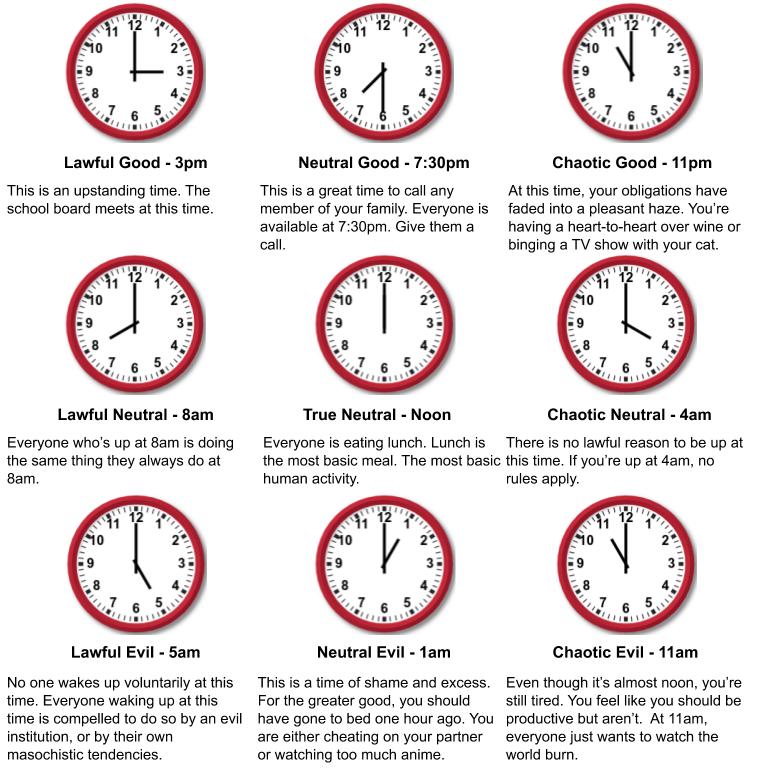 12 1 2 3 4 5 6 7 8 9 10 11
Lawful Good - 3pm
This is an upstanding time. The
school board meets at this time.
12 1 2 3 4 5 6 7 8 9 10 11
Neutral Good - 7:30pm
This is a great time to call any
member of your family. Everyone is
available at 7:30pm. Give them a
call.
12 1 2 3 4 5 6 7 8 9 10 11
Chaotic Good - 11pm
At this time, your obligations have
faded into a pleasant haze. You’re
having a heart-to-heart over wine or
binging a TV show with your cat.
12 1 2 3 4 5 6 7 8 9 10 11
Lawful Neutral - 8am
Everyone who’s up at 8am is doing
the same thing they always do at
8am.
12 1 2 3 4 5 6 7 8 9 10 11
True Neutral - Noon
Everyone is eating lunch. Lunch is
the most basic meal. The most basic
human activity.
12 1 2 3 4 5 6 7 8 9 10 11
Chaotic Neutral - 4am
There is no lawful reason to be up at
this time. If you’re up at 4am, no
rules apply.
12 1 2 3 4 5 6 7 8 9 10 11
Lawful Evil - 5am
No one wakes up voluntarily at this
time. Everyone waking up at this
time is compelled to do so by an evil
institution, or by their own
masochistic tendencies.
12 1 2 3 4 5 6 7 8 9 10 11
Neutral Evil - 1am
This is a time of shame and excess.
For the greater good, you should
have gone to bed one hour ago. You
are either cheating on your partner
or watching too much anime.
12 1 2 3 4 5 6 7 8 9 10 11
Chaotic Evil - 11am
Even though it’s almost noon, you’re
still tired. You feel like you should be
productive but aren’t. At 11am,
everyone just wants to watch the
world burn.